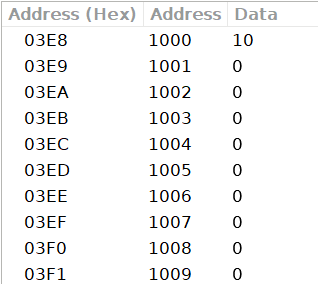 Address (Hex) Address Data
03E8 1000 10
03E9 1001 0
03EA 1002 0
03EB 1003 0
03EC 1004 0
03ED 1005 0
03EE 1006 0
03EF 1007 0
03F0 1008 0
03F1 1009 0